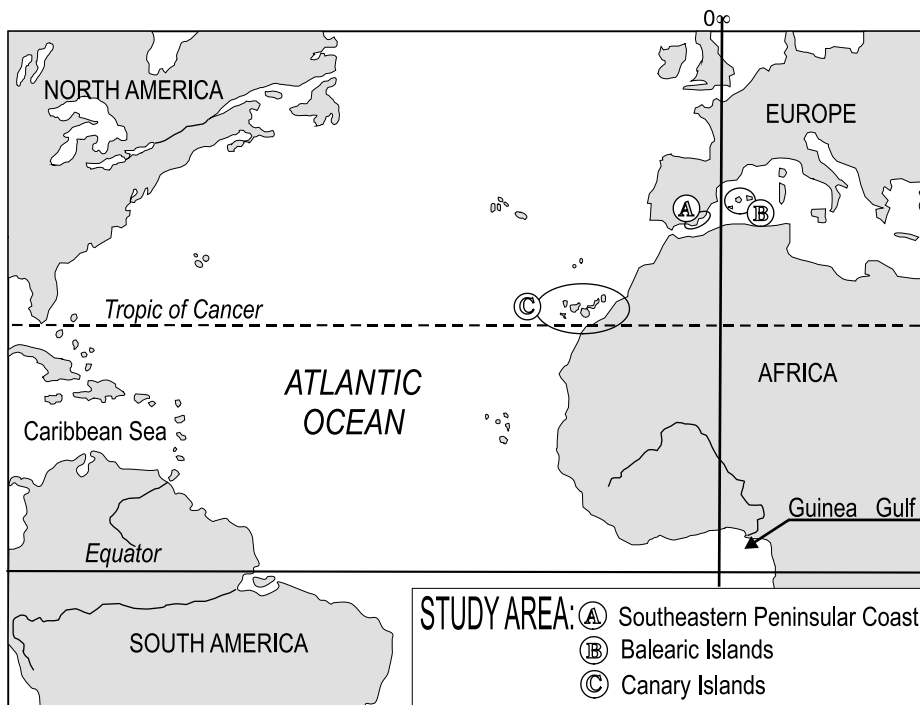 0∞
NORTH AMERICA
EUROPE
A
B
C
Tropic of Cancer
ATLANTIC
OCEAN
AFRICA
Caribbean Sea
Guinea Gulf
Equator
SOUTH AMERICA
STUDY AREA:
A Southeastern Peninsular Coast
B Balearic Islands
C Canary Islands